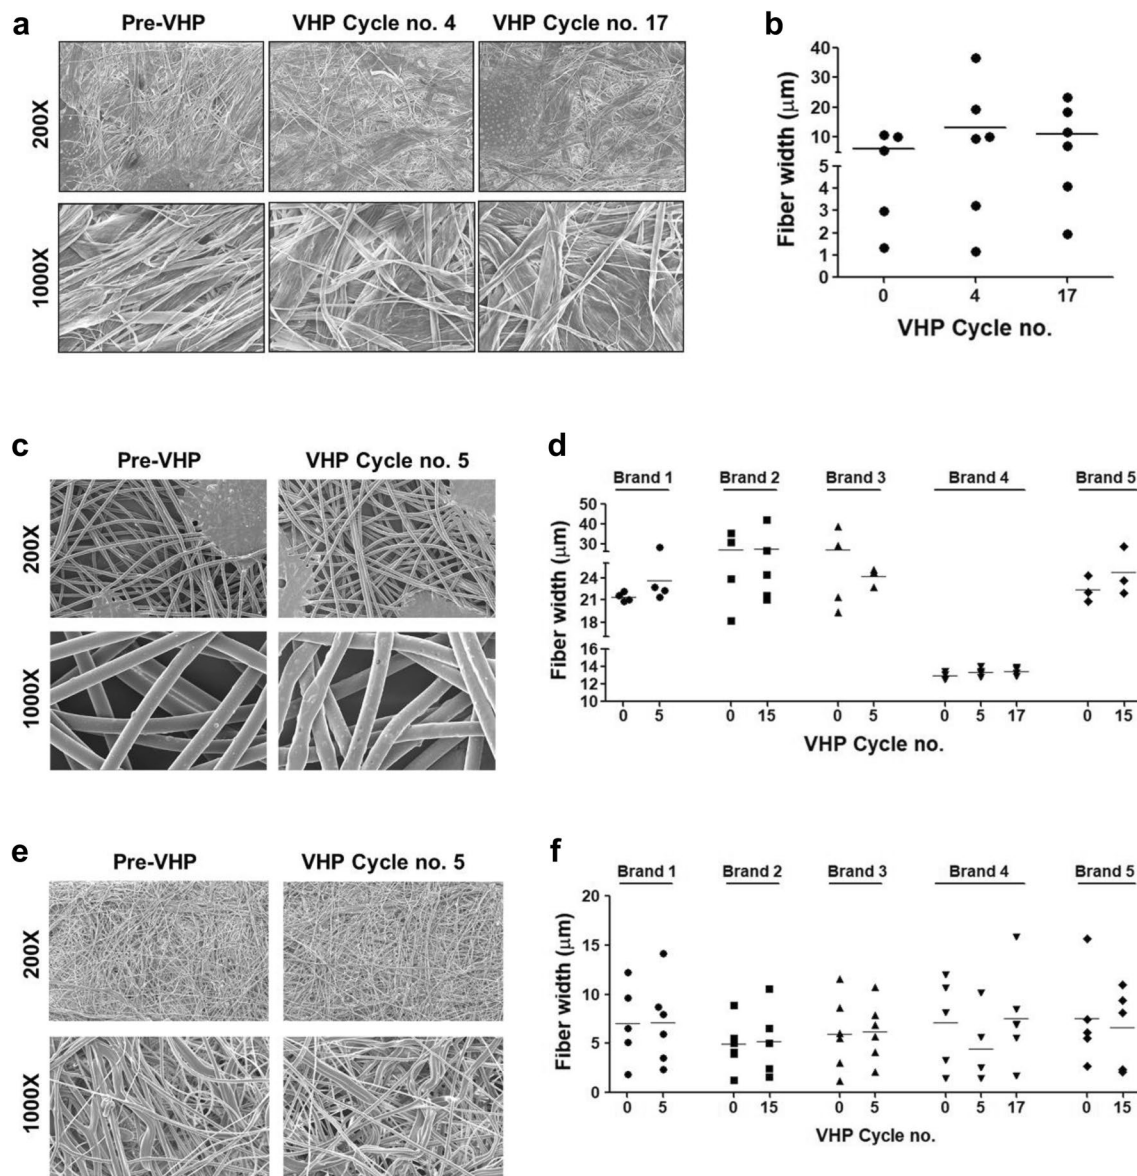 a
Pre-VHP
VHP Cycle no. 4
VHP Cycle no. 17
200X
1000X
b
Fiber width (μm)
40
30
20
10
5
4
3
2
1
0
0
4
17
VHP Cycle no.
c
Pre-VHP
VHP Cycle no. 5
200X
1000X
d
Brand 1
Brand 2
Brand 3
Brand 4
Brand 5
Fiber width (μm)
50
40
30
24
21
18
16
14
12
10
0 5 0 15 0 5 0 5 17 0 15
VHP Cycle no.
e
Pre-VHP
VHP Cycle no. 5
200X
1000X
f
Brand 1
Brand 2
Brand 3
Brand 4
Brand 5
Fiber width (μm)
20
15
10
5
0
0 5 0 15 0 5 0 5 17 0 15
VHP Cycle no.